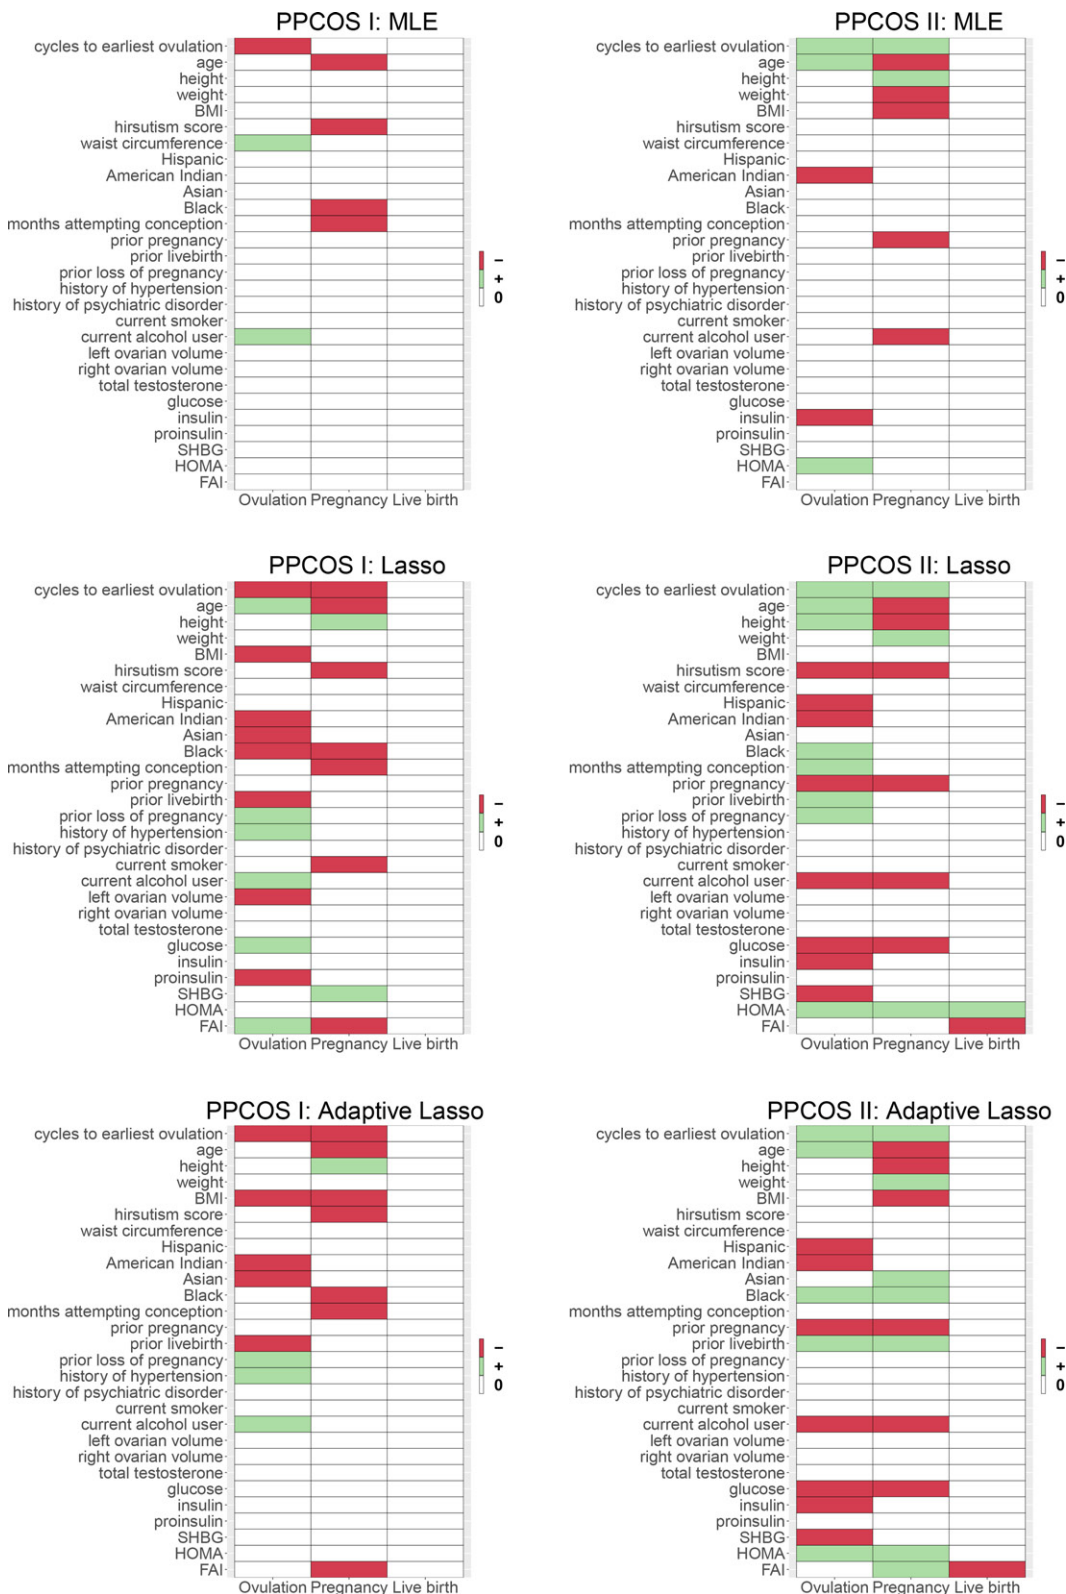 PPCOS I: MLE
cycles to earliest ovulation
age
height
weight
BMI
hirsutism score
waist circumference
Hispanic
American Indian
Asian
Black
months attempting conception
prior pregnancy
prior livebirth
prior loss of pregnancy
history of hypertension
history of psychiatric disorder
current smoker
current alcohol user
left ovarian volume
right ovarian volume
total testosterone
glucose
insulin
proinsulin
SHBG
HOMA
FAI
Ovulation Pregnancy Live birth
−
+
0
PPCOS II: MLE
cycles to earliest ovulation
age
height
weight
BMI
hirsutism score
waist circumference
Hispanic
American Indian
Asian
Black
months attempting conception
prior pregnancy
prior livebirth
prior loss of pregnancy
history of hypertension
history of psychiatric disorder
current smoker
current alcohol user
left ovarian volume
right ovarian volume
total testosterone
glucose
insulin
proinsulin
SHBG
HOMA
FAI
Ovulation Pregnancy Live birth
−
+
0
PPCOS I: Lasso
cycles to earliest ovulation
age
height
weight
BMI
hirsutism score
waist circumference
Hispanic
American Indian
Asian
Black
months attempting conception
prior pregnancy
prior livebirth
prior loss of pregnancy
history of hypertension
history of psychiatric disorder
current smoker
current alcohol user
left ovarian volume
right ovarian volume
total testosterone
glucose
insulin
proinsulin
SHBG
HOMA
FAI
Ovulation Pregnancy Live birth
−
+
0
PPCOS II: Lasso
cycles to earliest ovulation
age
height
weight
BMI
hirsutism score
waist circumference
Hispanic
American Indian
Asian
Black
months attempting conception
prior pregnancy
prior livebirth
prior loss of pregnancy
history of hypertension
history of psychiatric disorder
current smoker
current alcohol user
left ovarian volume
right ovarian volume
total testosterone
glucose
insulin
proinsulin
SHBG
HOMA
FAI
Ovulation Pregnancy Live birth
−
+
0
PPCOS I: Adaptive Lasso
cycles to earliest ovulation
age
height
weight
BMI
hirsutism score
waist circumference
Hispanic
American Indian
Asian
Black
months attempting conception
prior pregnancy
prior livebirth
prior loss of pregnancy
history of hypertension
history of psychiatric disorder
current smoker
current alcohol user
left ovarian volume
right ovarian volume
total testosterone
glucose
insulin
proinsulin
SHBG
HOMA
FAI
Ovulation Pregnancy Live birth
−
+
0
PPCOS II: Adaptive Lasso
cycles to earliest ovulation
age
height
weight
BMI
hirsutism score
waist circumference
Hispanic
American Indian
Asian
Black
months attempting conception
prior pregnancy
prior livebirth
prior loss of pregnancy
history of hypertension
history of psychiatric disorder
current smoker
current alcohol user
left ovarian volume
right ovarian volume
total testosterone
glucose
insulin
proinsulin
SHBG
HOMA
FAI
Ovulation Pregnancy Live birth
−
+
0